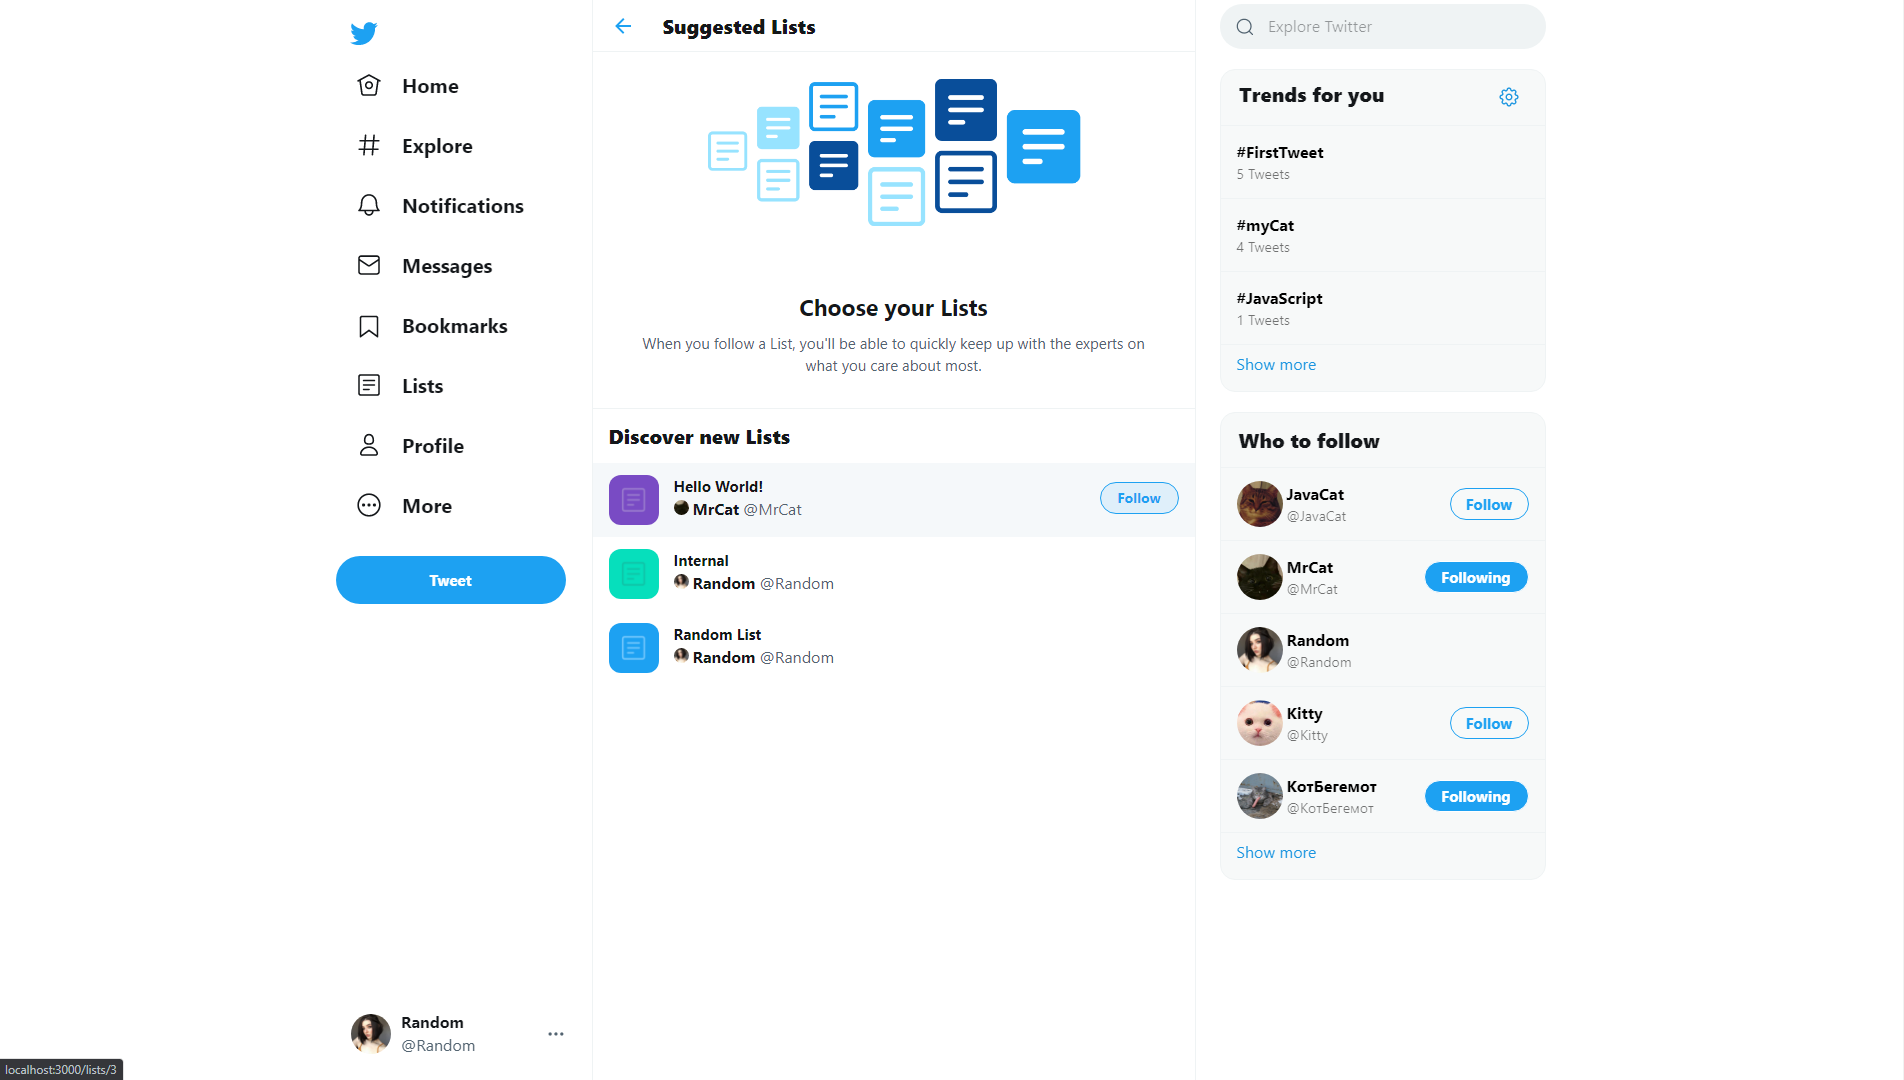 Home
Explore
Notifications
Messages
Bookmarks
Lists
Profile
More
Tweet
Random
@Random
localhost:3000/lists/3
Suggested Lists
Choose your Lists
When you follow a List, you'll be able to quickly keep up with the experts on
what you care about most.
Discover new Lists
Hello World!
MrCat @MrCat
Follow
Internal
Random @Random
Random List
Random @Random
Explore Twitter
Trends for you
#FirstTweet
5 Tweets
#myCat
4 Tweets
#JavaScript
1 Tweets
Show more
Who to follow
JavaCat
@JavaCat
Follow
MrCat
@MrCat
Following
Random
@Random
Kitty
@Kitty
Follow
КотБегемот
@КотБегемот
Following
Show more